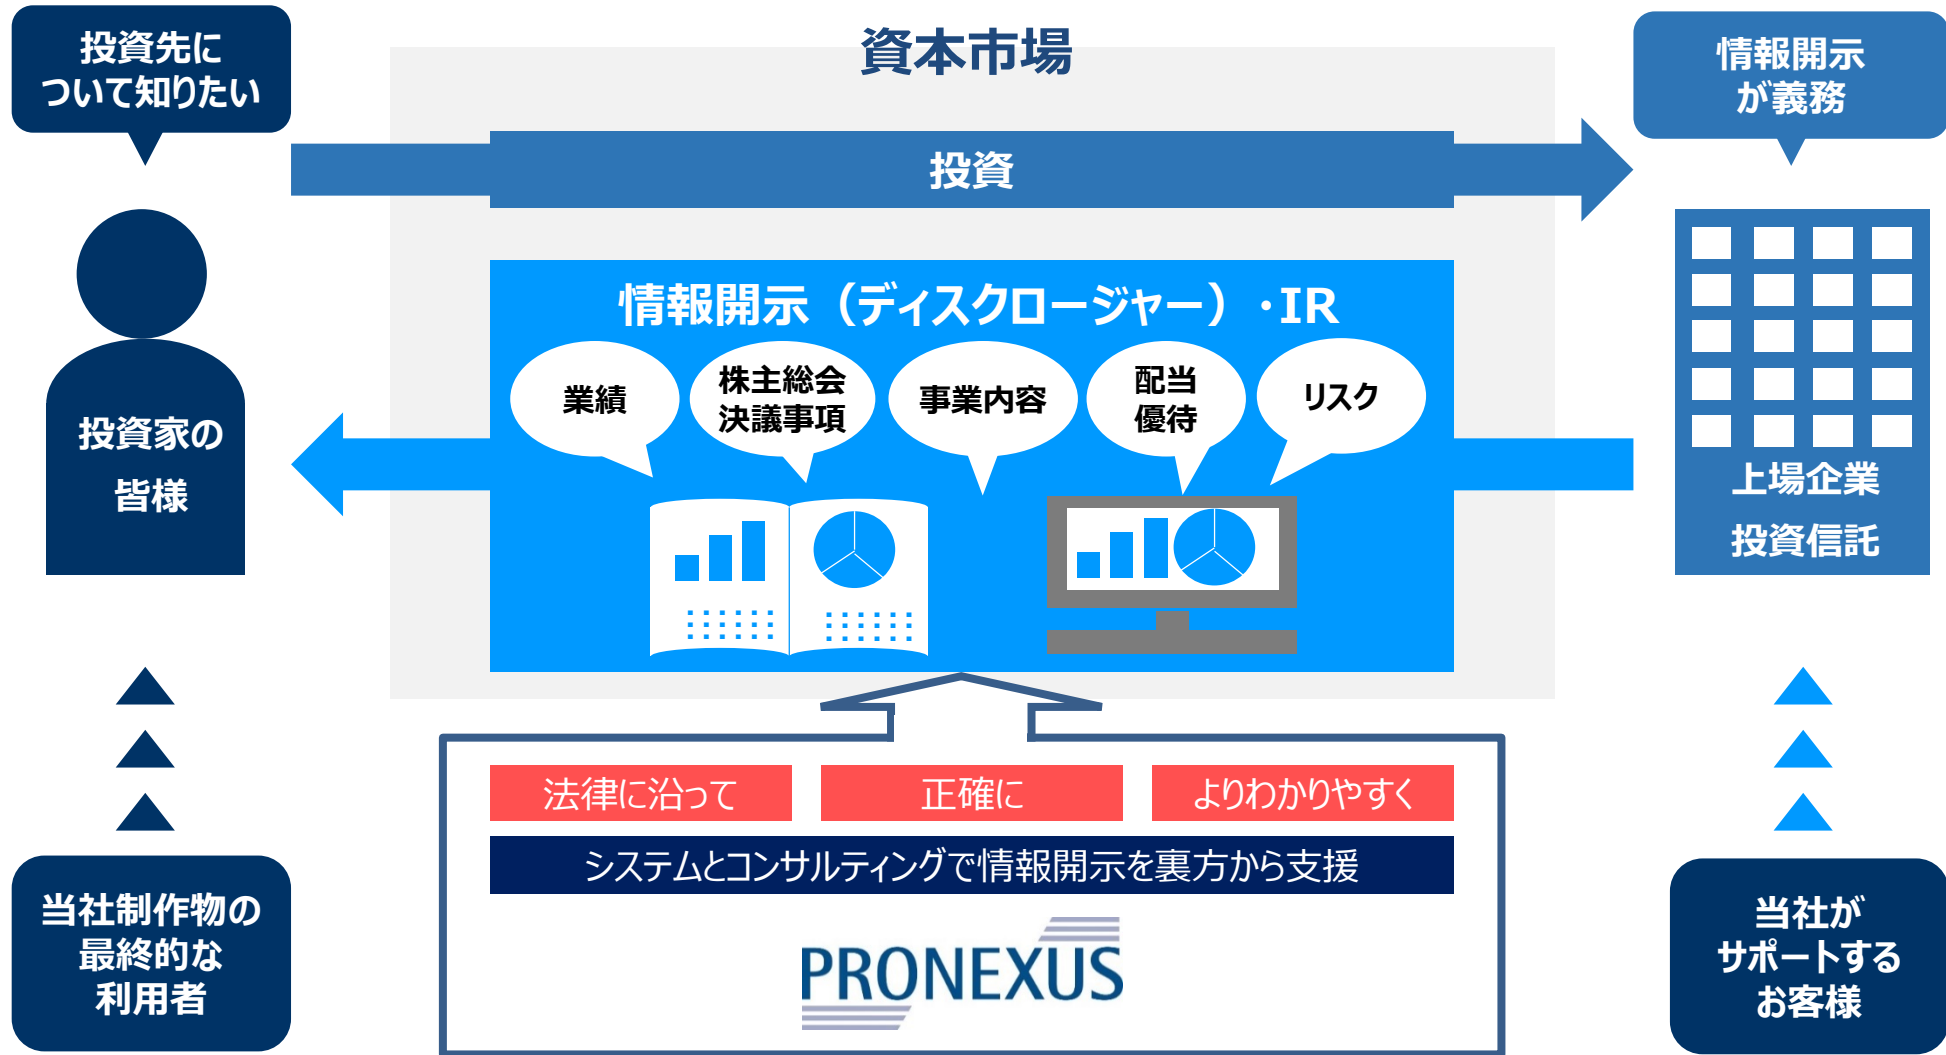 投資先に
ついて知りたい
資本市場
情報開示
が義務
投資
情報開示（ディスクロージャー）・IR
業績
株主総会
決議事項
事業内容
配当
優待
リスク
投資家の
皆様
上場企業
投資信託
法律に沿って
正確に
よりわかりやすく
システムとコンサルティングで情報開示を裏方から支援
PRONEXUS
当社制作物の
最終的な
利用者
当社が
サポートする
お客様